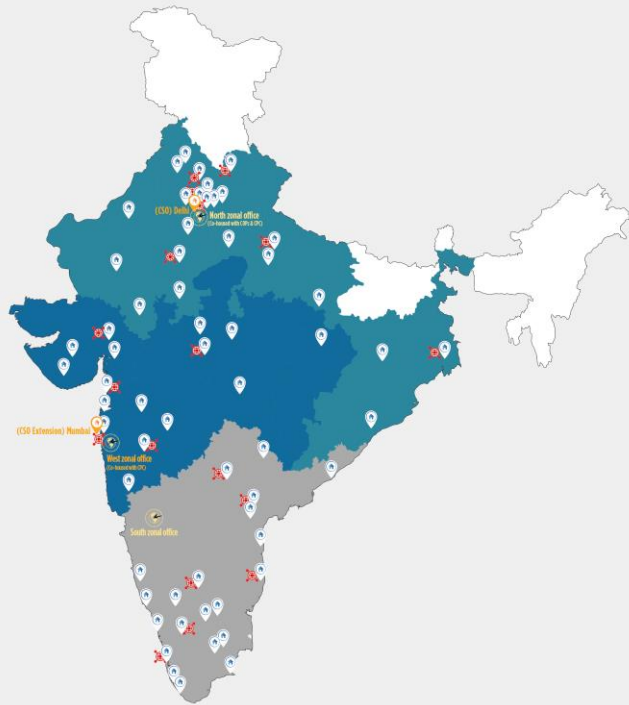 (CSO) Delhi
North zonal office
(Co-housed with COPs & CPC)
(CSO Extension) Mumbai
West zonal office
(Co-housed with CPC)
South zonal office